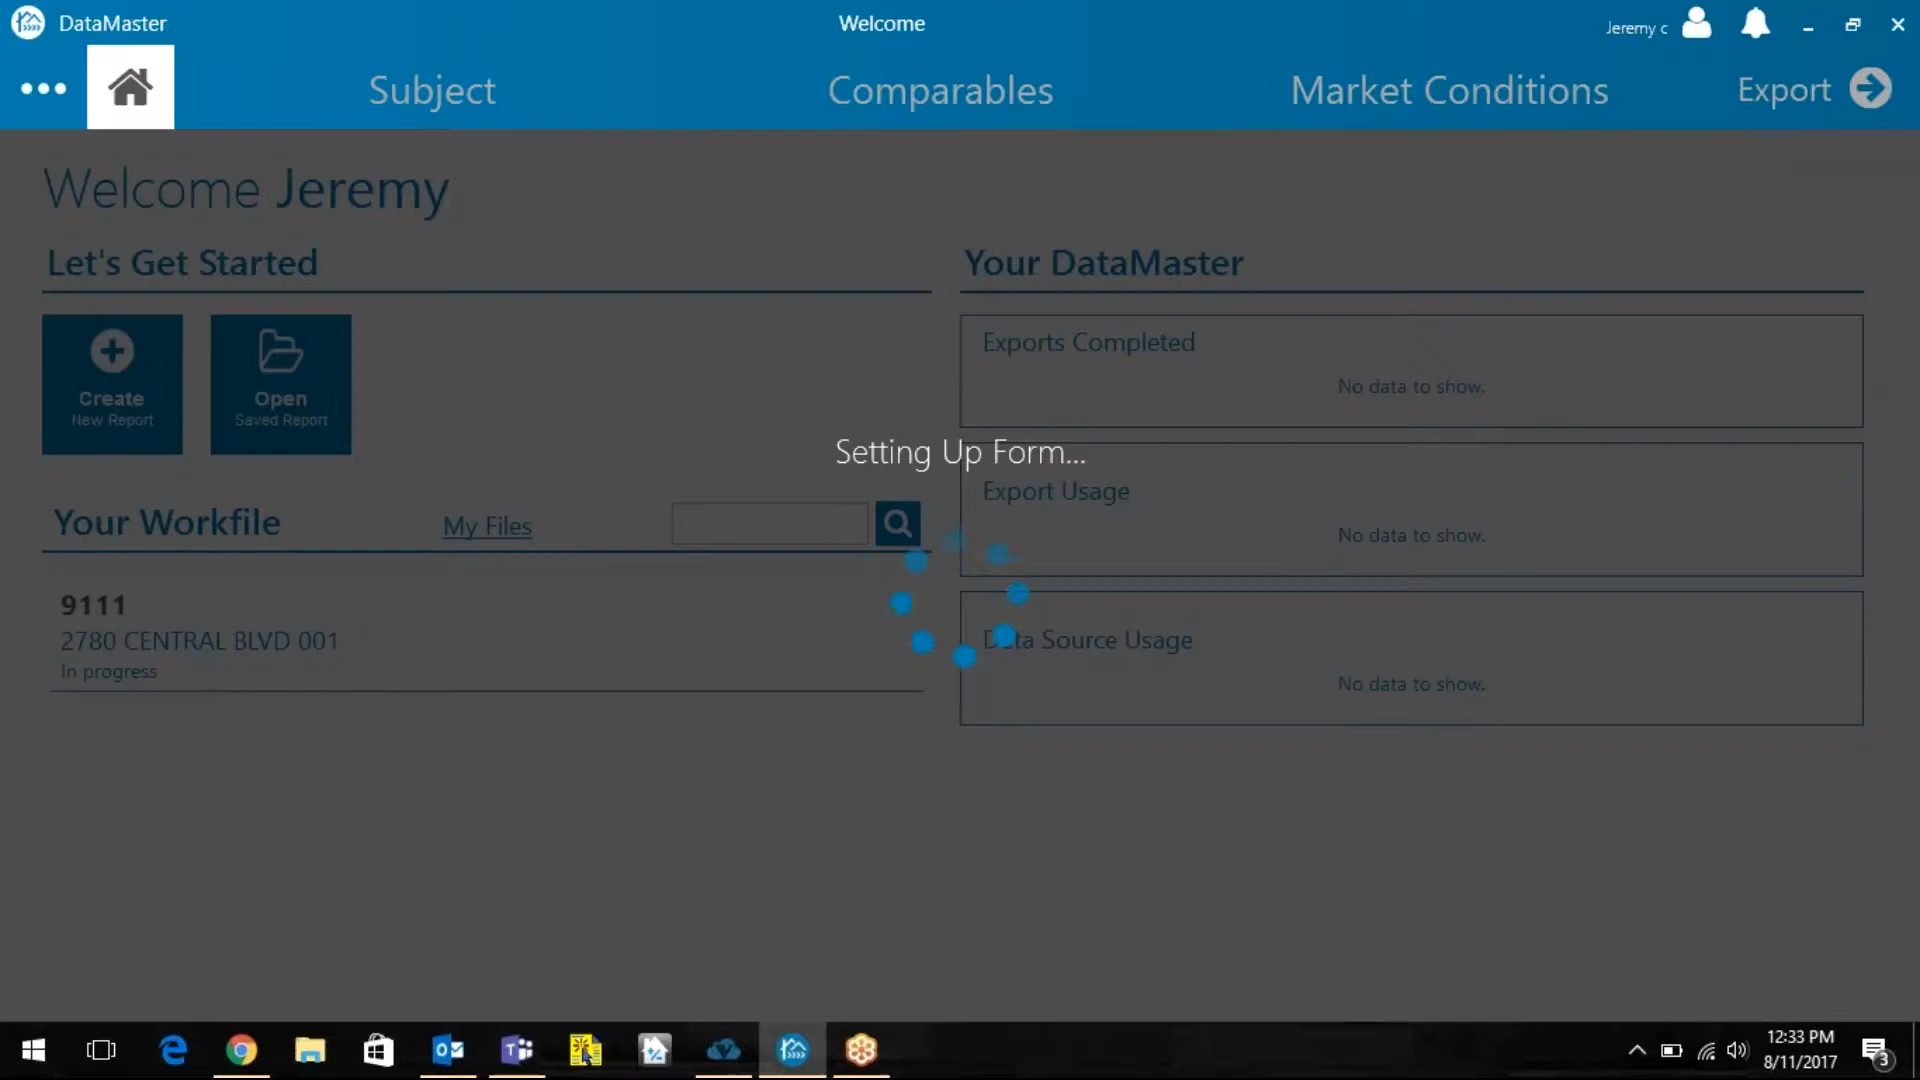 DataMaster
Welcome
Jeremy c
Subject
Comparables
Market Conditions
Export
Welcome Jeremy
Let's Get Started
Your DataMaster
Create
New Report
Open
Saved Report
Exports Completed
No data to show.
Setting Up Form...
Export Usage
No data to show.
Your Workfile
My Files
9111
2780 CENTRAL BLVD 001
In progress
Data Source Usage
No data to show.
12:33 PM
8/11/2017
3